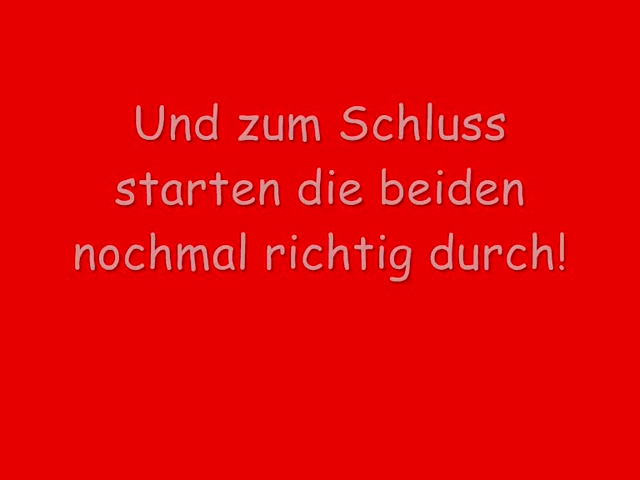 Und zum Schluss
starten die beiden
nochmal richtig durch!